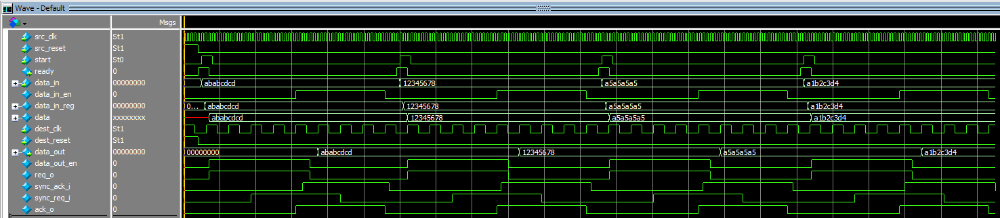 Wave - Default
Msgs
src_clk St1
src_reset St1
start St0
ready 0
data_in 00000000 ababcdcd 12345678 a5a5a5a5 a1b2c3d4
data_in_en 0
data_in_reg 00000000 0... ababcdcd 12345678 a5a5a5a5 a1b2c3d4
data xxxxxxxx ababcdcd 12345678 a5a5a5a5 a1b2c3d4
dest_clk St1
dest_reset St1
data_out 00000000 00000000 ababcdcd 12345678 a5a5a5a5 a1b2c3d4
data_out_en 0
req_o 0
sync_ack_i 0
sync_req_i 0
ack_o 0